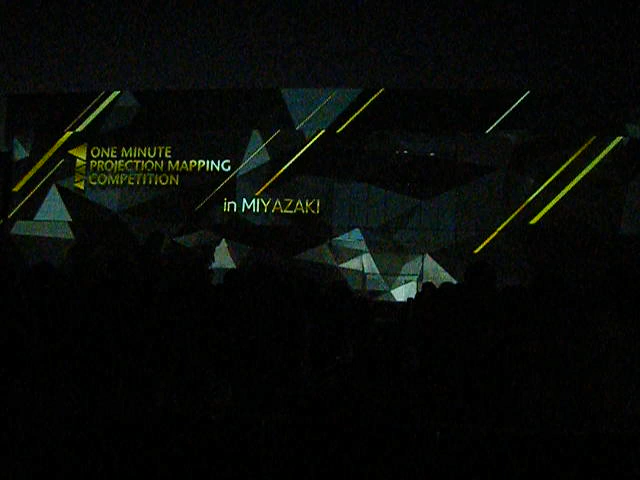 ONE MINUTE
PROJECTION MAPPING
COMPETITION
in MIYAZAKI